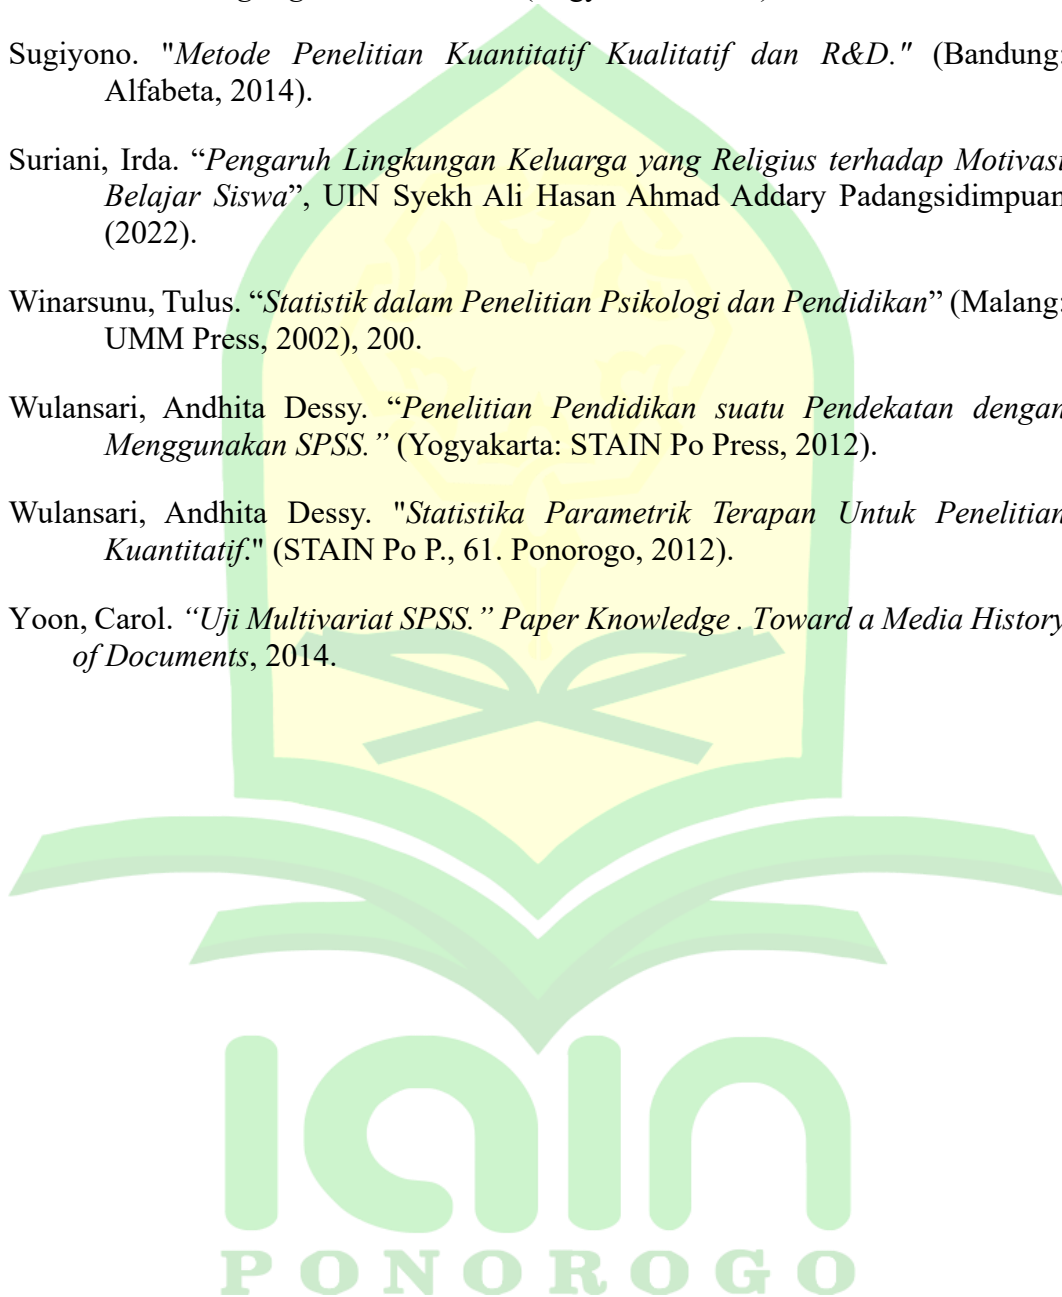 Sugiyono. "Metode Penelitian Kuantitatif Kualitatif dan R&D." (Bandung:
Alfabeta, 2014).
Suriani, Irda. “Pengaruh Lingkungan Keluarga yang Religius terhadap Motivasi
Belajar Siswa”, UIN Syekh Ali Hasan Ahmad Addary Padangsidimpuan
(2022).
Winarsunu, Tulus. “Statistik dalam Penelitian Psikologi dan Pendidikan” (Malang:
UMM Press, 2002), 200.
Wulansari, Andhita Dessy. “Penelitian Pendidikan suatu Pendekatan dengan
Menggunakan SPSS.” (Yogyakarta: STAIN Po Press, 2012).
Wulansari, Andhita Dessy. "Statistika Parametrik Terapan Untuk Penelitian
Kuantitatif." (STAIN Po P., 61. Ponorogo, 2012).
Yoon, Carol. “Uji Multivariat SPSS.” Paper Knowledge . Toward a Media History
of Documents, 2014.
iain
PONOROGO